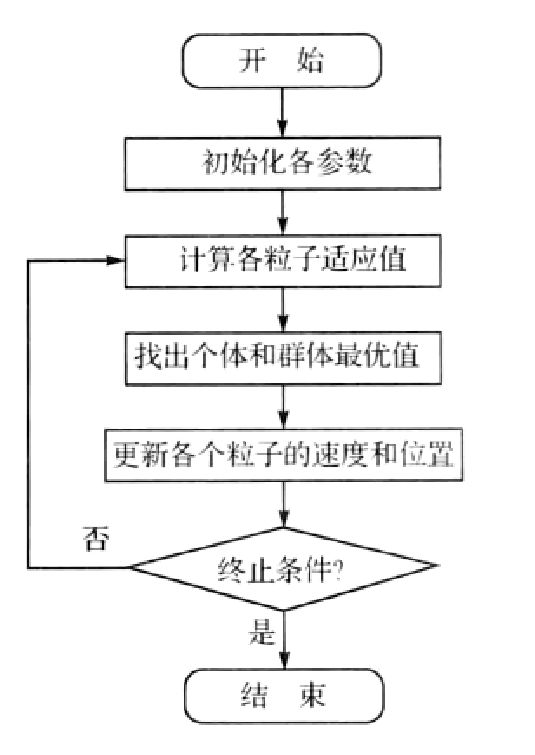 开 始
初始化各参数
计算各粒子适应值
找出个体和群体最优值
更新各个粒子的速度和位置
终止条件?
否
是
结 束